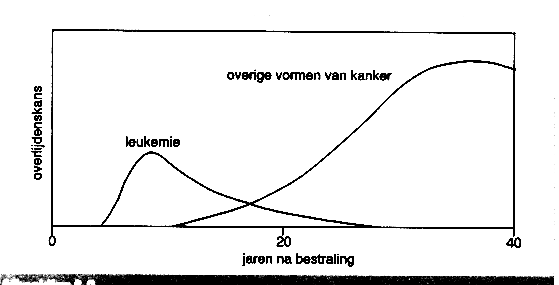 overlijdenskans
overige vormen van kanker
leukemie
0
20
40
jaren na bestraling